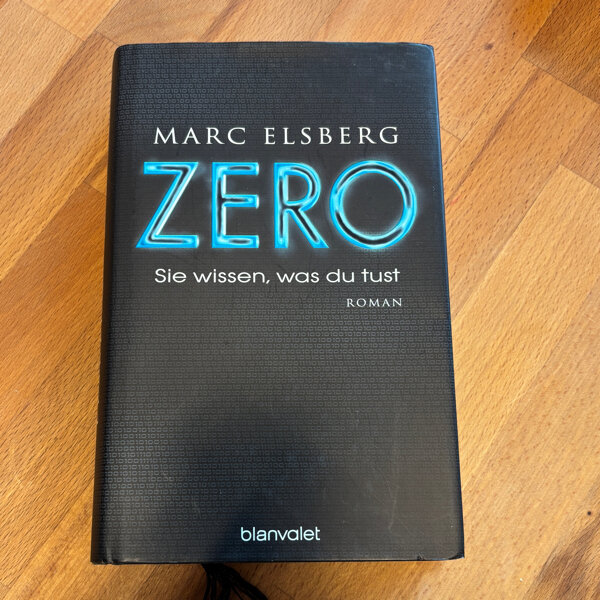 MARC ELSBERG
ZERO
Sie wissen, was du tust
ROMAN
blanvalet